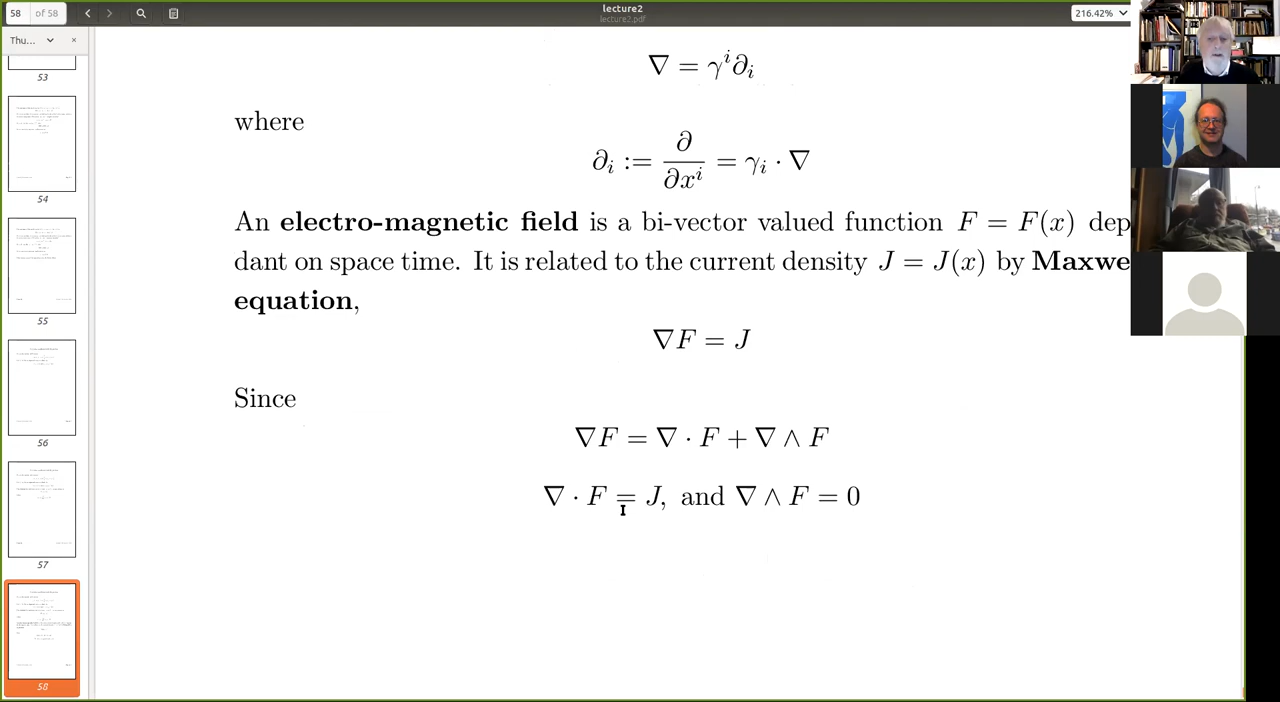 58 of 58
lecture2
lecture2.pdf
216.42%
Thu...
53
54
55
56
57
58
∇ = γ^i ∂_i
where
∂_i := ∂/∂x^i = γ_i · ∇
An electro-magnetic field is a bi-vector valued function F = F(x) dep
dant on space time. It is related to the current density J = J(x) by Maxwe
equation,
∇F = J
Since
∇F = ∇ · F + ∇ ∧ F
∇ · F = J, and ∇ ∧ F = 0